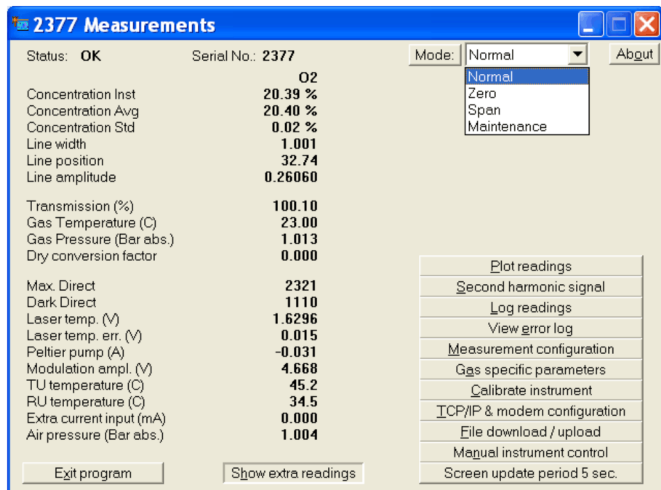 2377 Measurements
Status: OK Serial No.: 2377 Mode: Normal About
Normal
Zero
Span
Maintenance
O2
Concentration Inst 20.39 %
Concentration Avg 20.40 %
Concentration Std 0.02 %
Line width 1.001
Line position 32.74
Line amplitude 0.26060
Transmission (%) 100.10
Gas Temperature (C) 23.00
Gas Pressure (Bar abs.) 1.013
Dry conversion factor 0.000
Max. Direct 2321
Dark Direct 1110
Laser temp. (V) 1.6296
Laser temp. err. (V) 0.015
Peltier pump (A) -0.031
Modulation ampl. (V) 4.668
TU temperature (C) 45.2
RU temperature (C) 34.5
Extra current input (mA) 0.000
Air pressure (Bar abs.) 1.004
Plot readings
Second harmonic signal
Log readings
View error log
Measurement configuration
Gas specific parameters
Calibrate instrument
TCP/IP & modem configuration
File download / upload
Manual instrument control
Exit program Show extra readings Screen update period 5 sec.